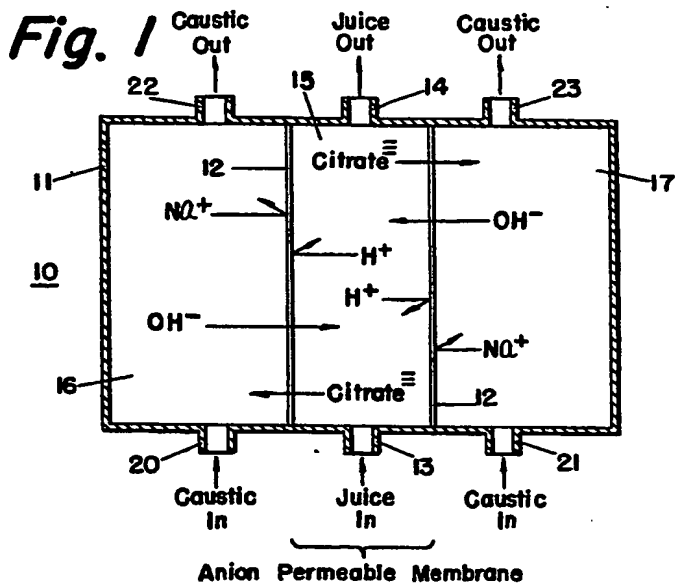 Fig. 1
Caustic Out
Juice Out
Caustic Out
22
15
14
23
11
12
Citrate≡
17
Na+
OH-
10
H+
H+
OH-
Na+
16
Citrate≡
12
20
13
21
Caustic In
Juice In
Caustic In
Anion Permeable Membrane